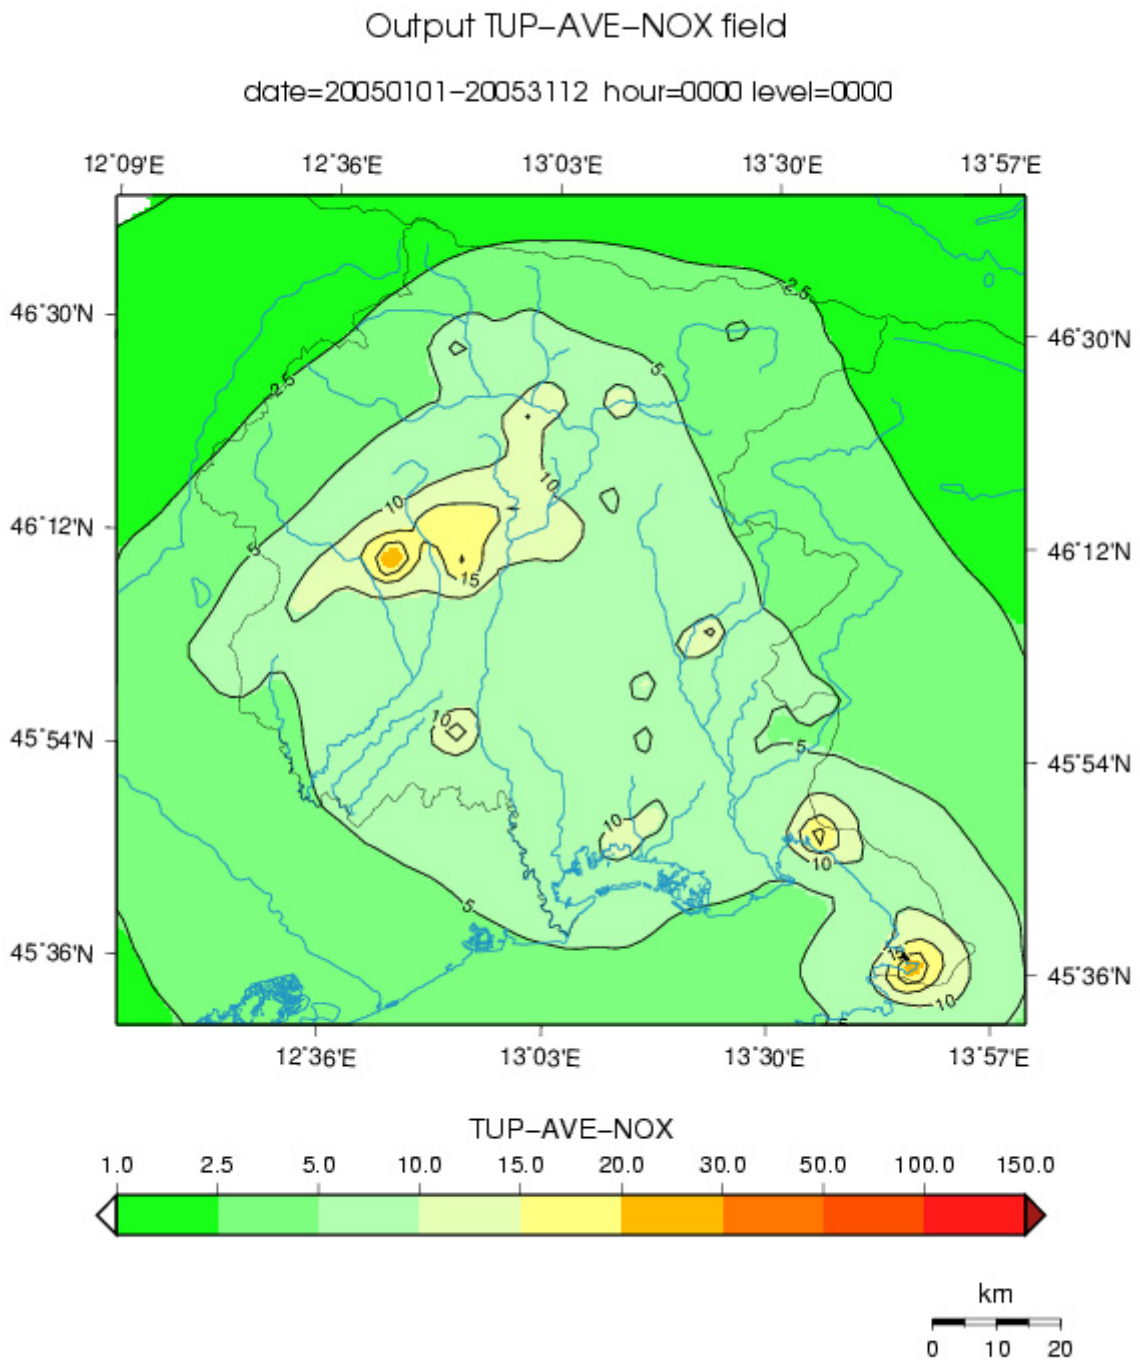 Output TUP–AVE–NOX field
date=20050101–20053112 hour=0000 level=0000
12°09'E 12°36'E 13°03'E 13°30'E 13°57'E
2.5
46°30'N
46°30'N
5
2.5
10
10
46°12'N
46°12'N
5
15
10
45°54'N
5
45°54'N
10
10
5
45°36'N
15
45°36'N
10
5
12°36'E 13°03'E 13°30'E 13°57'E
TUP–AVE–NOX
1.0 2.5 5.0 10.0 15.0 20.0 30.0 50.0 100.0 150.0
km
0 10 20